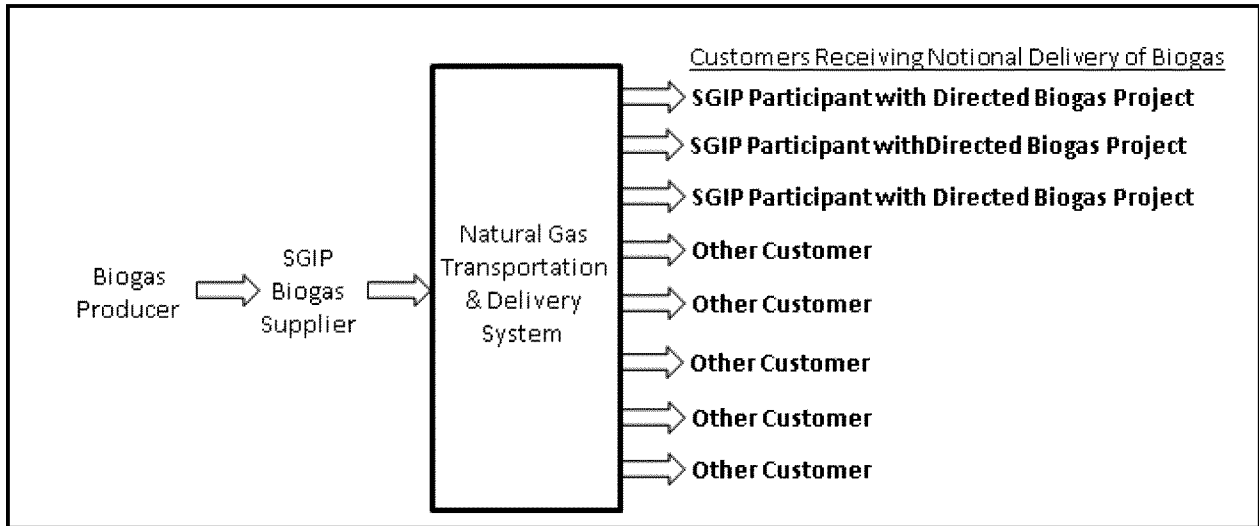 Customers Receiving Notional Delivery of Biogas
SGIP Participant with Directed Biogas Project
SGIP Participant withDirected Biogas Project
SGIP Participant with Directed Biogas Project
Other Customer
Other Customer
Other Customer
Other Customer
Other Customer
Biogas
Producer
SGIP
Biogas
Supplier
Natural Gas
Transportation
& Delivery
System